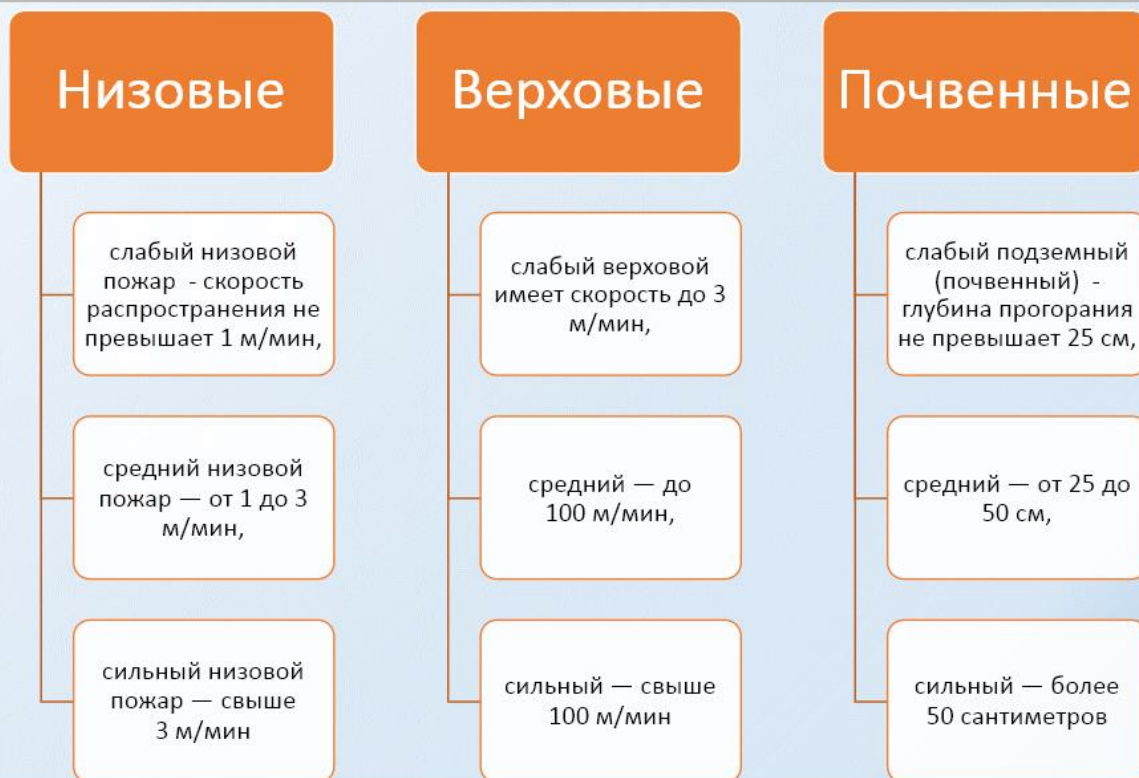 Низовые
слабый низовой
пожар - скорость
распространения не
превышает 1 м/мин,
средний низовой
пожар — от 1 до 3
м/мин,
сильный низовой
пожар — свыше
3 м/мин
Верховые
слабый верховой
имеет скорость до 3
м/мин,
средний — до
100 м/мин,
сильный — свыше
100 м/мин
Почвенные
слабый подземный
(почвенный) -
глубина прогорания
не превышает 25 см,
средний — от 25 до
50 см,
сильный — более
50 сантиметров